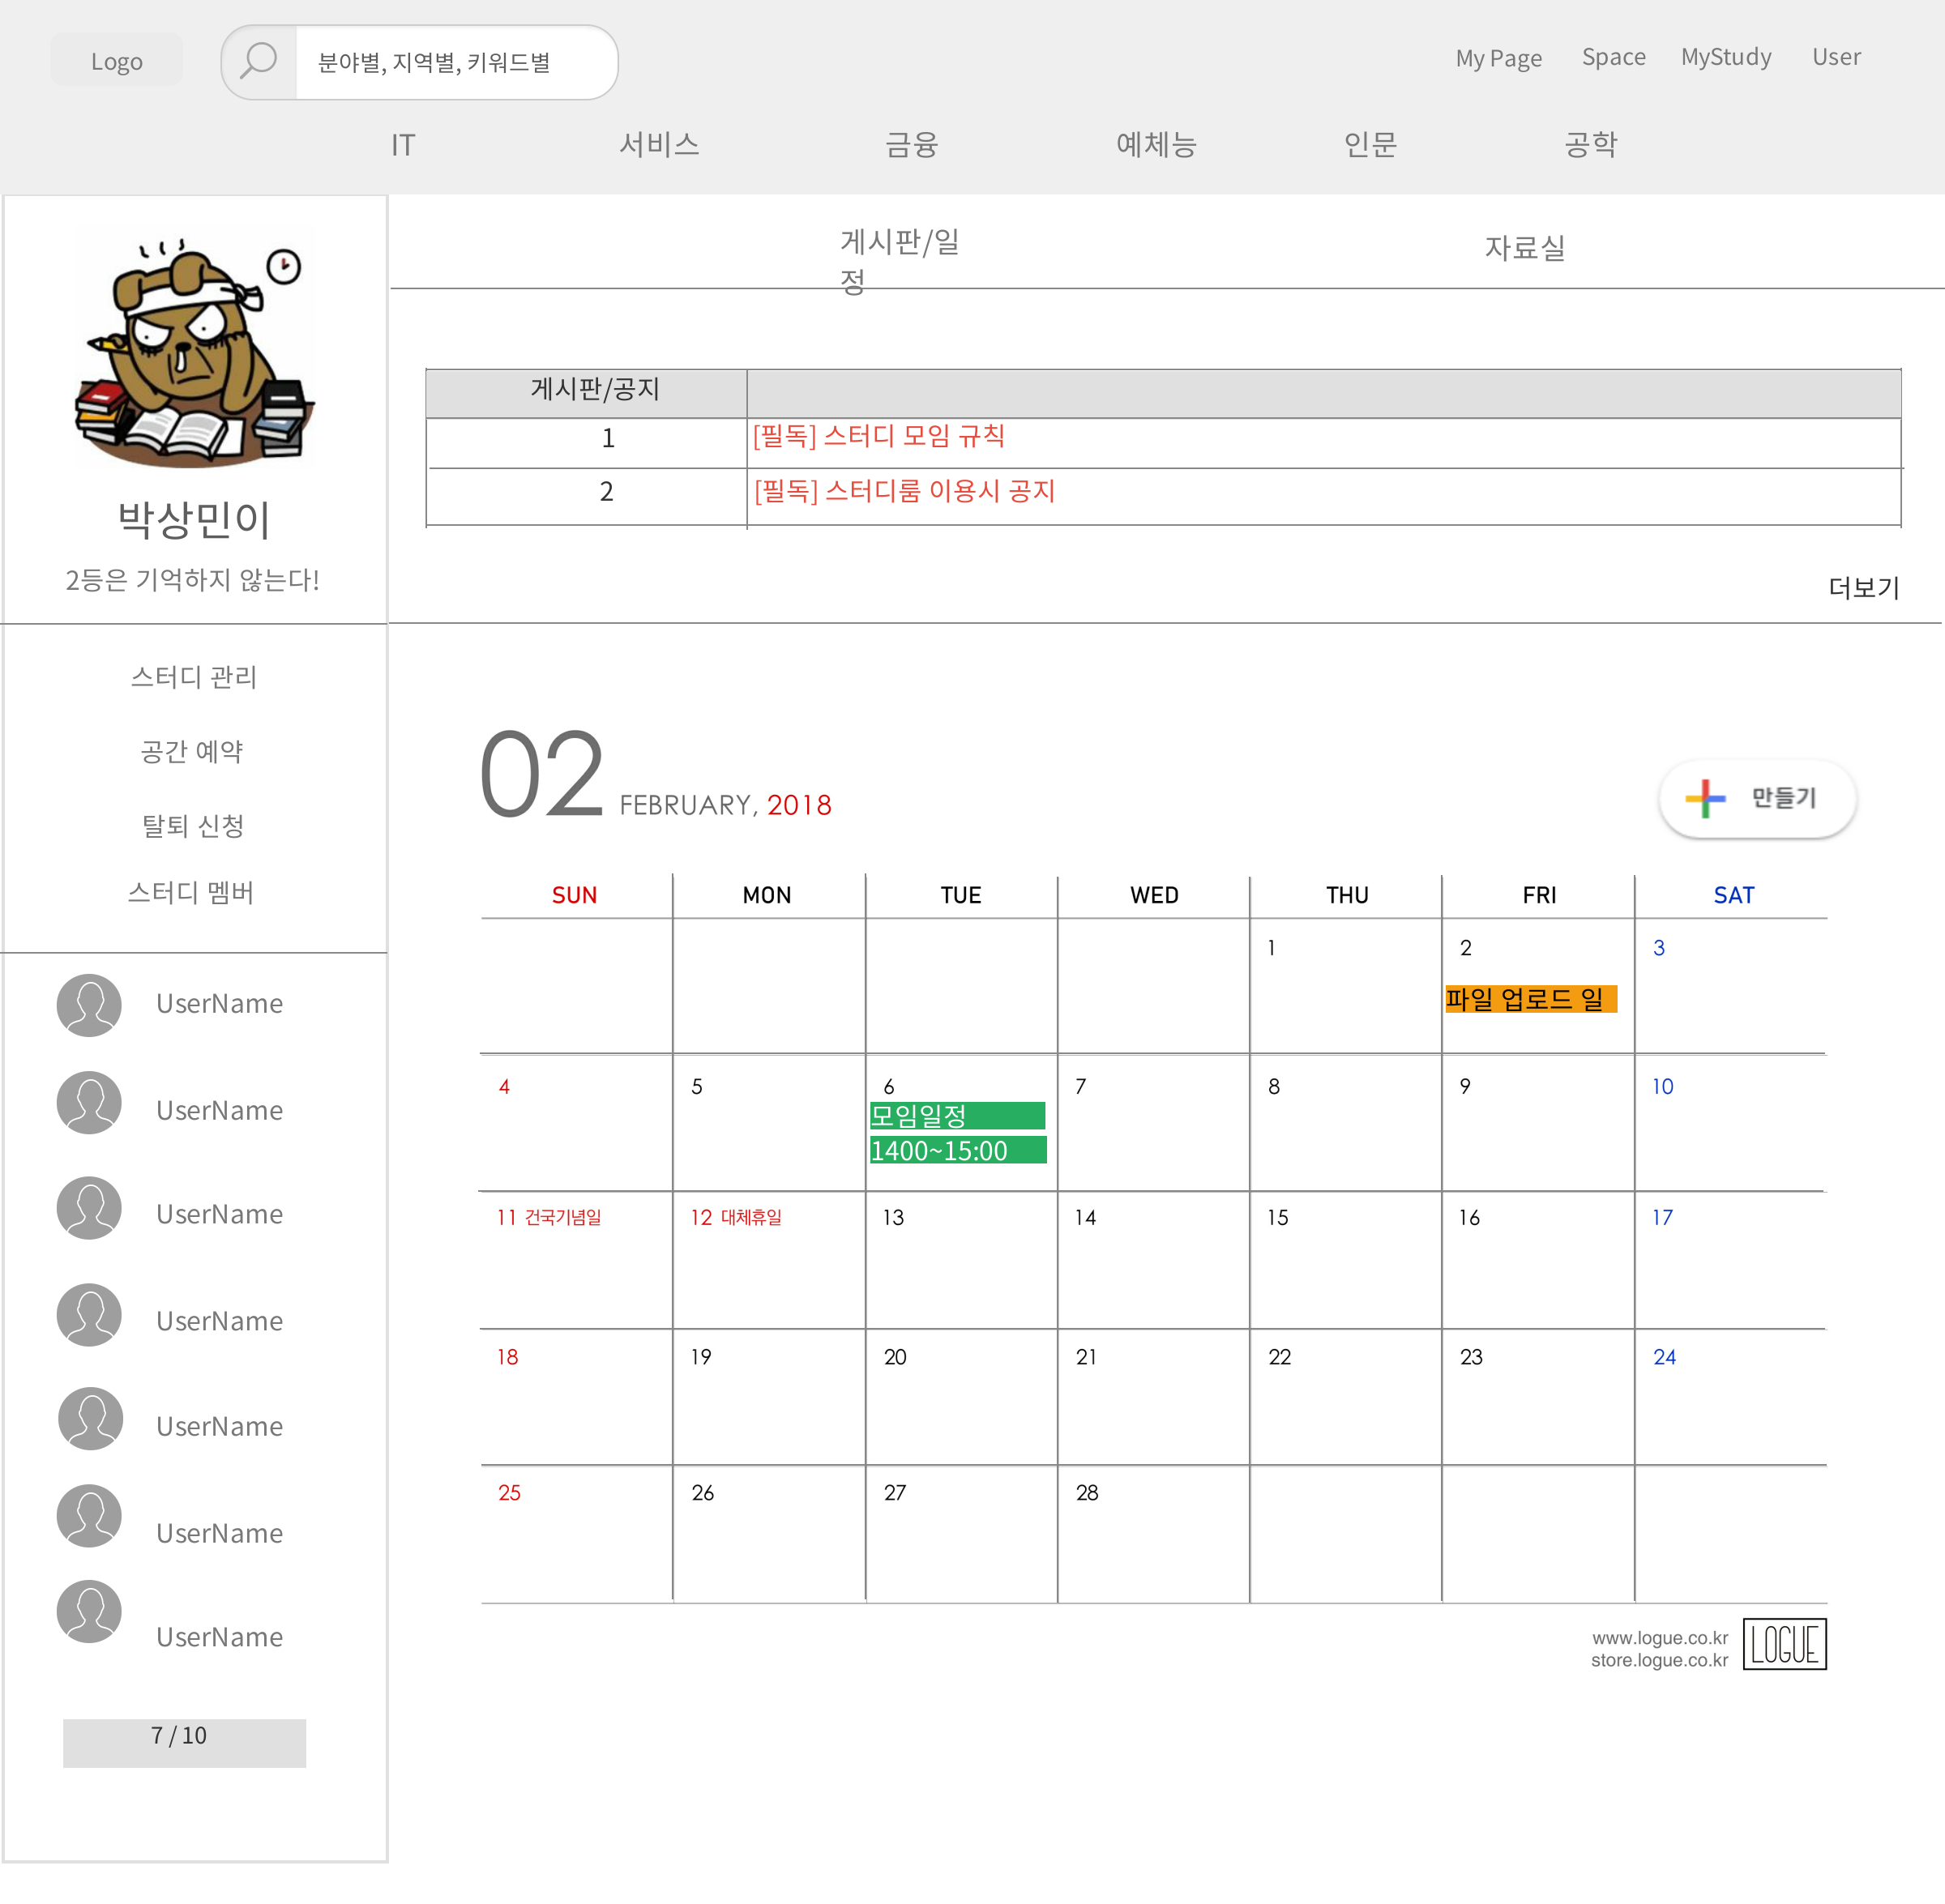 Logo
분야별, 지역별, 키워드별
My Page Space MyStudy User
IT 서비스 금융 예체능 인문 공학
박상민이
2등은 기억하지 않는다!
스터디 관리
공간 예약
탈퇴 신청
스터디 멤버
UserName
UserName
UserName
UserName
UserName
UserName
UserName
7 / 10
게시판/일
정
자료실
게시판/공지
1 [필독] 스터디 모임 규칙
2 [필독] 스터디룸 이용시 공지
더보기
02 FEBRUARY, 2018
만들기
SUN MON TUE WED THU FRI SAT
1 2 3
파일 업로드 일
4 5 6 7 8 9 10
모임일정
1400~15:00
11 건국기념일 12 대체휴일 13 14 15 16 17
18 19 20 21 22 23 24
25 26 27 28
www.logue.co.kr
store.logue.co.kr
LOGUE